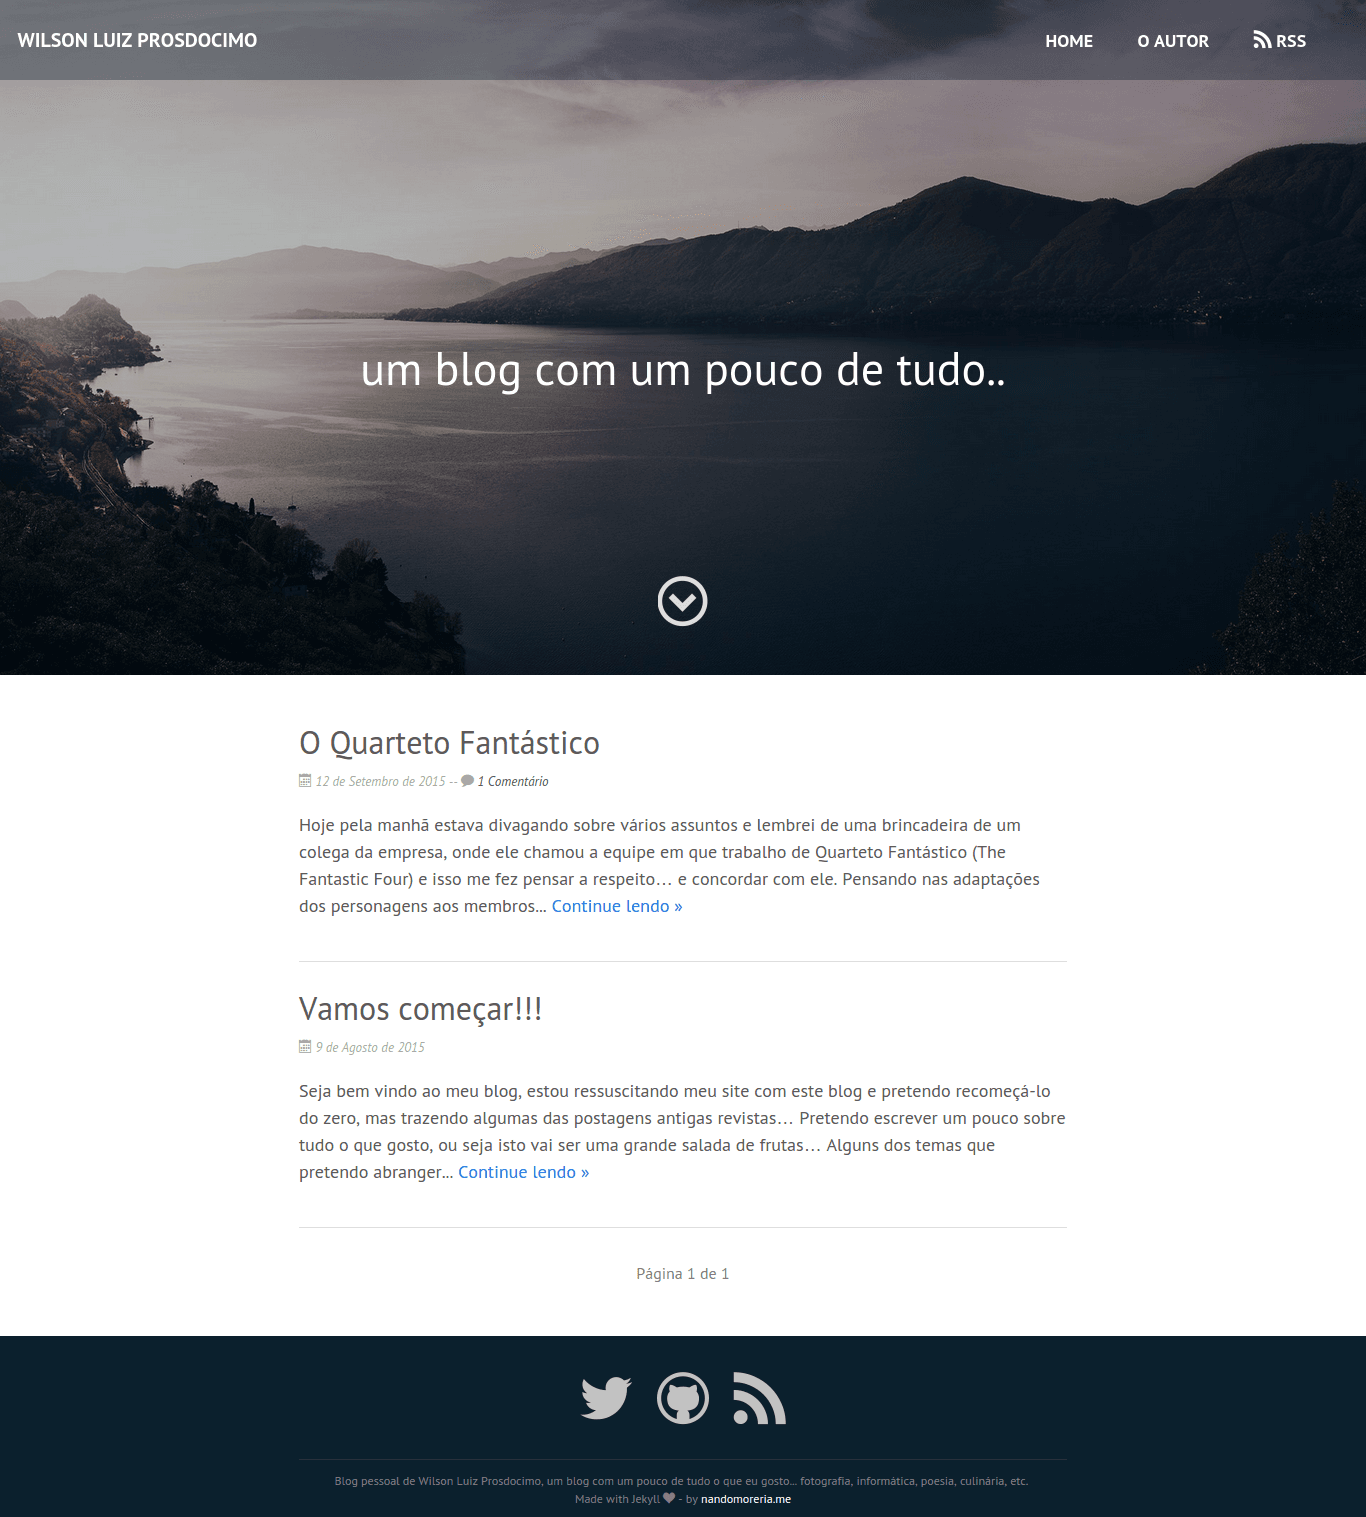 WILSON LUIZ PROSDOCIMO
HOME
O AUTOR
RSS
um blog com um pouco de tudo..
O Quarteto Fantástico
12 de Setembro de 2015 -- 1 Comentário
Hoje pela manhã estava divagando sobre vários assuntos e lembrei de uma brincadeira de um
colega da empresa, onde ele chamou a equipe em que trabalho de Quarteto Fantástico (The
Fantastic Four) e isso me fez pensar a respeito… e concordar com ele. Pensando nas adaptações
dos personagens aos membros... Continue lendo »
Vamos começar!!!
9 de Agosto de 2015
Seja bem vindo ao meu blog, estou ressuscitando meu site com este blog e pretendo recomeçá-lo
do zero, mas trazendo algumas das postagens antigas revistas… Pretendo escrever um pouco sobre
tudo o que gosto, ou seja isto vai ser uma grande salada de frutas… Alguns dos temas que
pretendo abranger... Continue lendo »
Página 1 de 1
Blog pessoal de Wilson Luiz Prosdocimo, um blog com um pouco de tudo o que eu gosto... fotografia, informática, poesia, culinária, etc.
Made with Jekyll - by nandomoreria.me